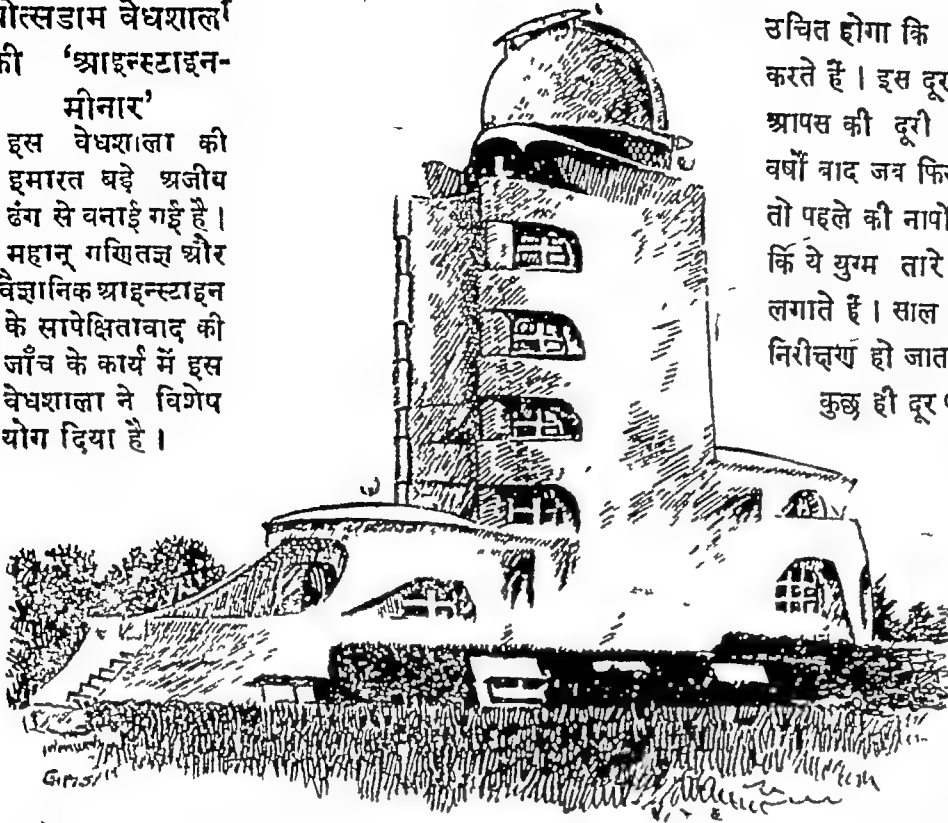 पोत्सडाम वेधशाला
की 'आइन्स्टाइन-
मीनार'
इस वेधशाला की
इमारत बड़े अजीब
ढंग से बनाई गई है।
महान् गणितज्ञ और
वैज्ञानिक आइन्स्टाइन
के सापेक्षितावाद की
जाँच के कार्य में इस
वेधशाला ने विशेष
योग दिया है।
उचित होगा कि
करते हैं। इस दूर
आपस की दूरी
वर्षों बाद जब फिर
तो पहले की नापों
कि ये युग्म तारे
लगाते हैं। साल
निरीक्षण हो जात
कुछ ही दूर